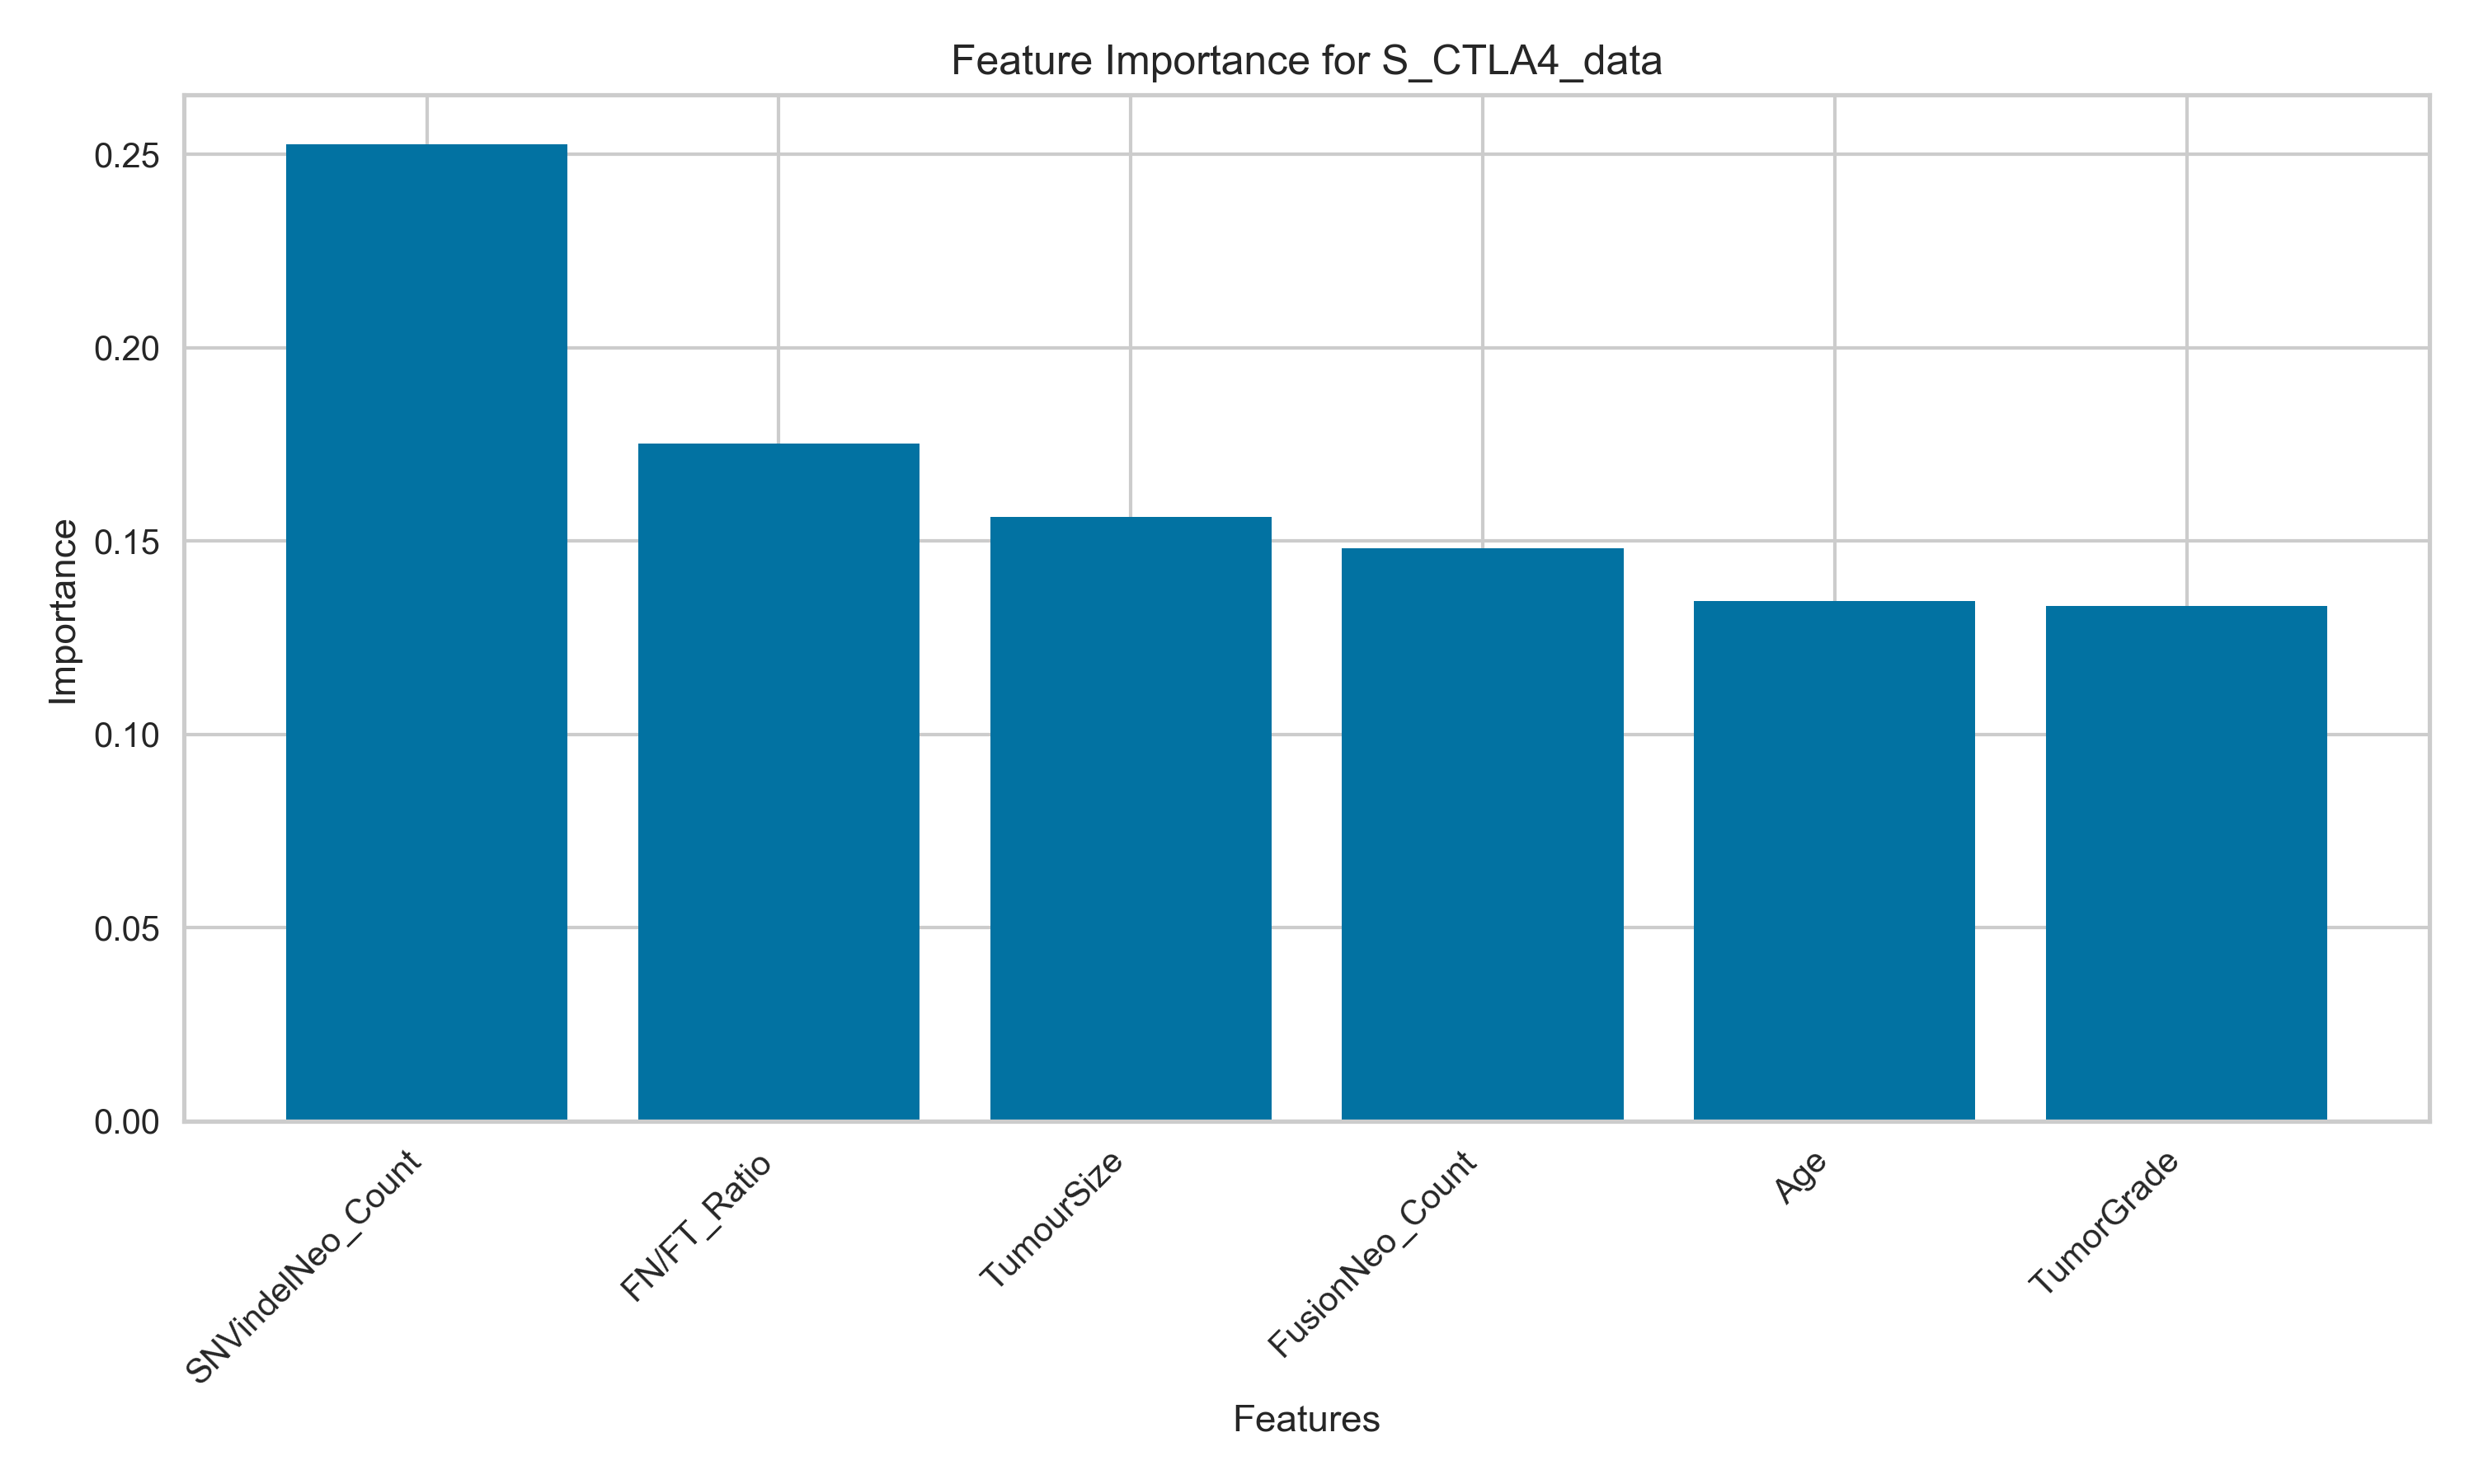 Feature Importance for S_CTLA4_data
0.25
0.20
0.15
0.10
0.05
0.00
Importance
SNVindelNeo_Count
FN/FT_Ratio
TumourSize
FusionNeo_Count
Age
TumorGrade
Features